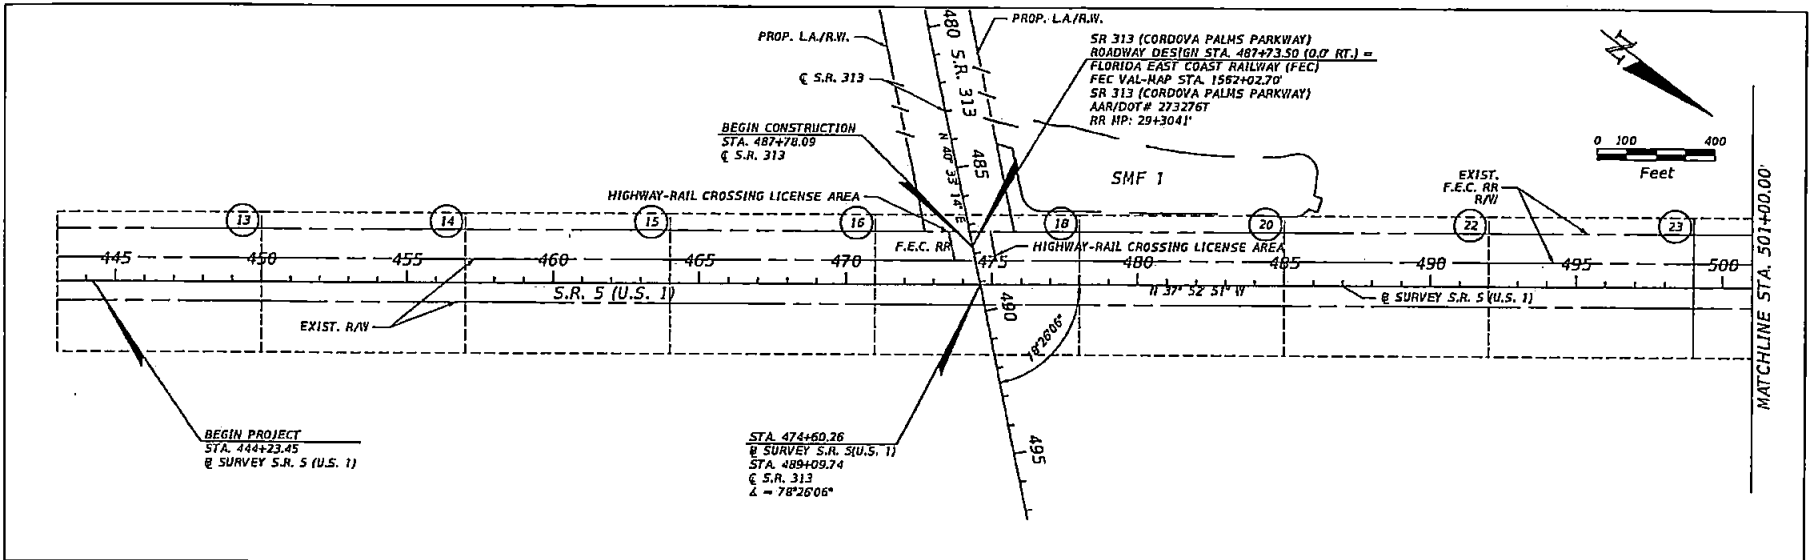 PROP. L.A./R.W.
PROP. L.A./R.W.
480
S.R. 313
℄ S.R. 313
SR 313 (CORDOVA PALMS PARKWAY)
ROADWAY DESIGN STA. 487+73.50 (0.0' RT.) =
FLORIDA EAST COAST RAILWAY (FEC)
FEC VAL-MAP STA. 1562+02.70'
SR 313 (CORDOVA PALMS PARKWAY)
AAR/DOT# 273276T
RR MP: 29+3041'
N
0 100 400
Feet
BEGIN CONSTRUCTION
STA. 487+78.09
℄ S.R. 313
N 40° 33' 14" E
485
SMF 1
EXIST.
F.E.C. RR
R/W
HIGHWAY-RAIL CROSSING LICENSE AREA
13 14 15 16 18 20 22 23
F.E.C. RR
HIGHWAY-RAIL CROSSING LICENSE AREA
445 450 455 460 465 470 475 480 485 490 495 500
S.R. 5 (U.S. 1)
N 37° 52' 51" W
℄ SURVEY S.R. 5 (U.S. 1)
EXIST. R/W
490
78°26'06"
495
MATCHLINE STA. 501+00.00'
BEGIN PROJECT
STA. 444+23.45
℄ SURVEY S.R. 5 (U.S. 1)
STA. 474+60.26
℄ SURVEY S.R. 5(U.S. 1)
STA. 489+09.74
℄ S.R. 313
∡ = 78°26'06"